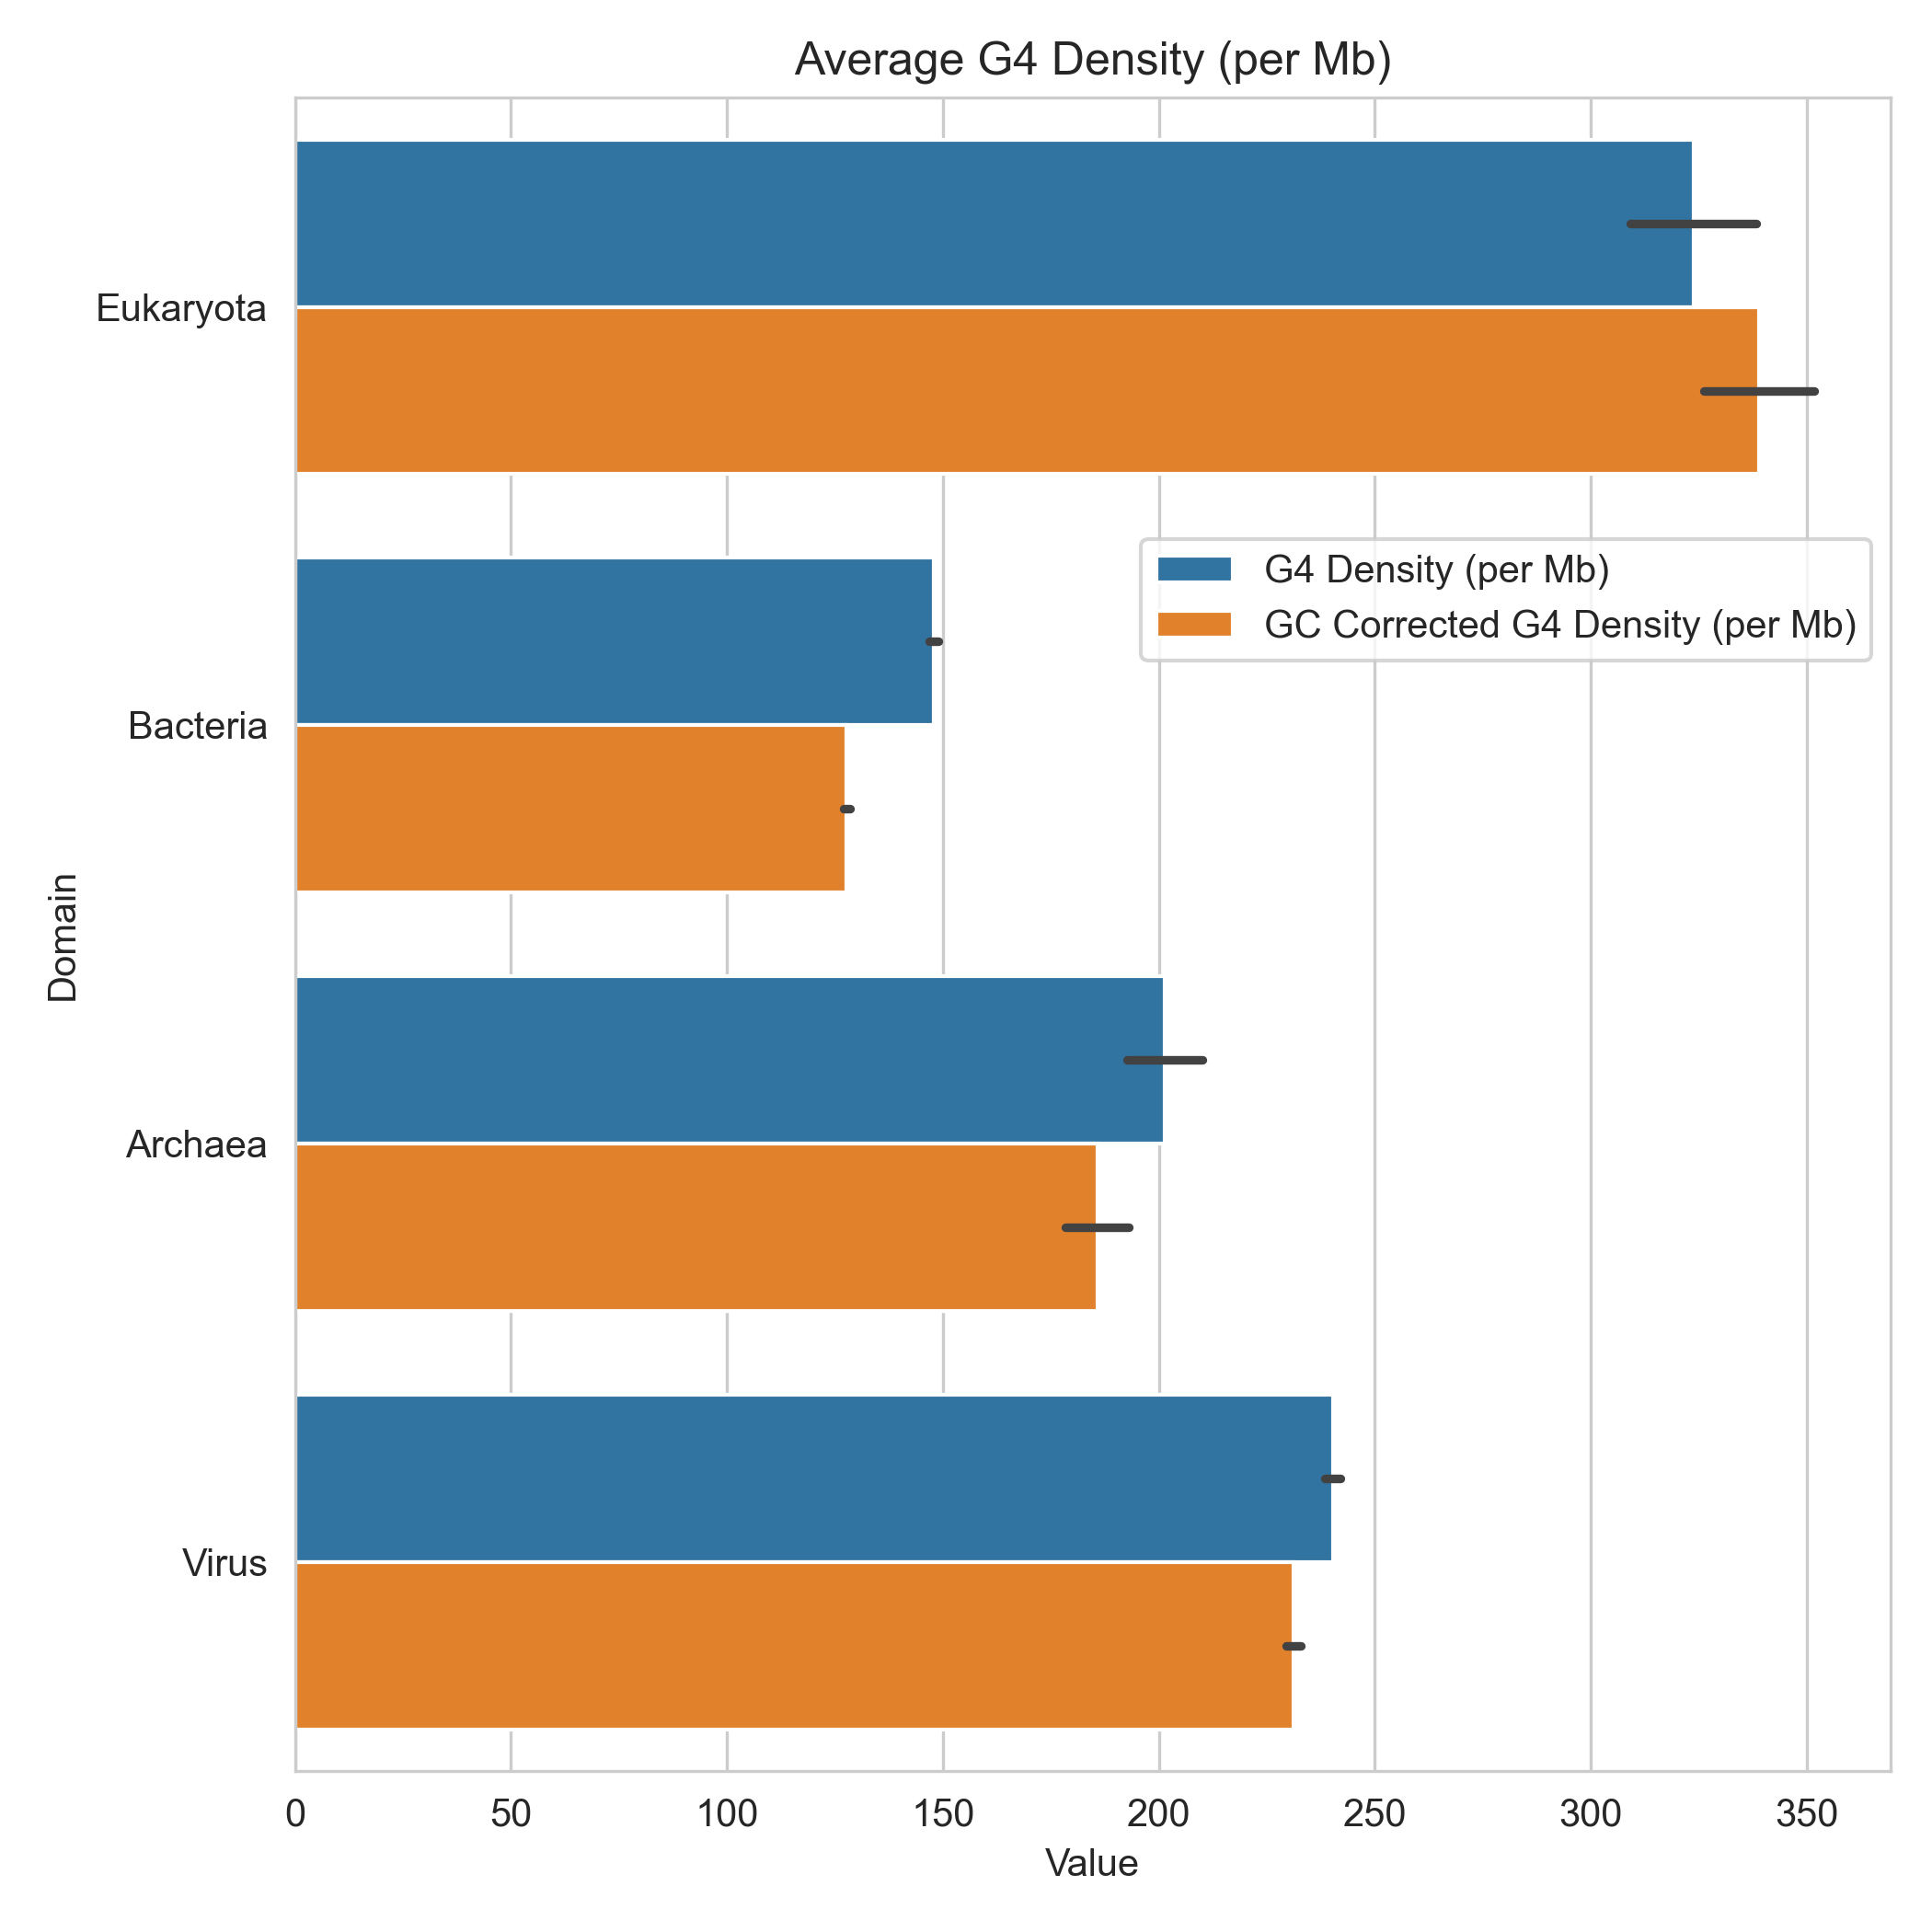 Average G4 Density (per Mb)
Eukaryota
G4 Density (per Mb)
GC Corrected G4 Density (per Mb)
Bacteria
Domain
Archaea
Virus
0 50 100 150 200 250 300 350
Value